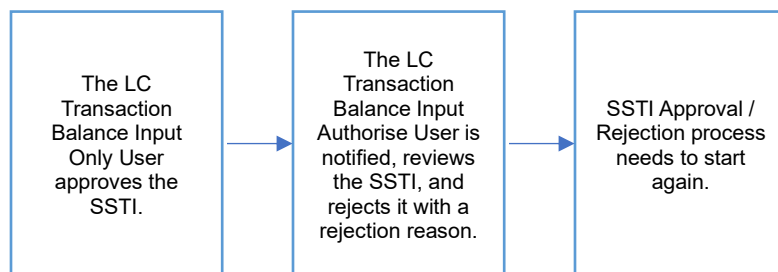 The LC
Transaction
Balance Input
Only User
approves the
SSTI.
The LC
Transaction
Balance Input
Authorise User is
notified, reviews
the SSTI, and
rejects it with a
rejection reason.
SSTI Approval /
Rejection process
needs to start
again.